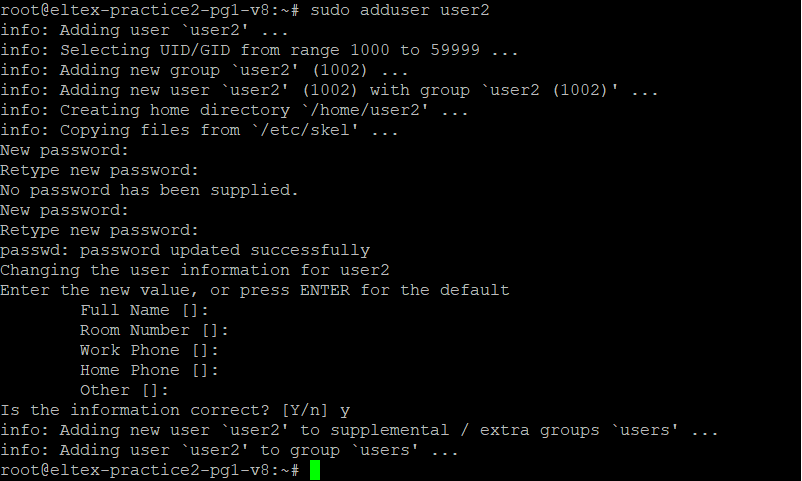 root@eltex-practice2-pg1-v8:~# sudo adduser user2
info: Adding user `user2' ...
info: Selecting UID/GID from range 1000 to 59999 ...
info: Adding new group `user2' (1002) ...
info: Adding new user `user2' (1002) with group `user2 (1002)' ...
info: Creating home directory `/home/user2' ...
info: Copying files from `/etc/skel' ...
New password:
Retype new password:
No password has been supplied.
New password:
Retype new password:
passwd: password updated successfully
Changing the user information for user2
Enter the new value, or press ENTER for the default
        Full Name []:
        Room Number []:
        Work Phone []:
        Home Phone []:
        Other []:
Is the information correct? [Y/n] y
info: Adding new user `user2' to supplemental / extra groups `users' ...
info: Adding user `user2' to group `users' ...
root@eltex-practice2-pg1-v8:~#